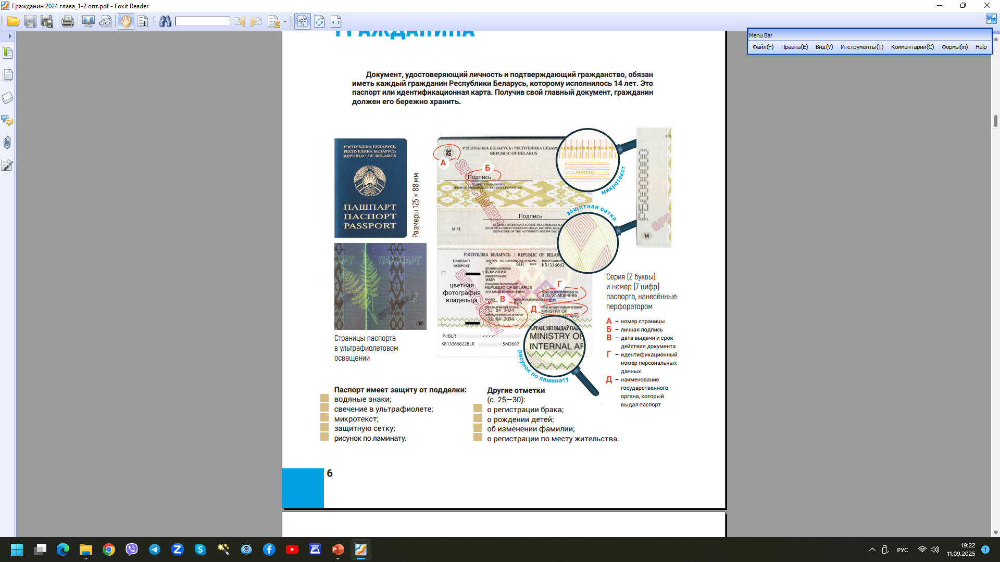 Гражданин 2024 глава_1-2 опт.pdf - Foxit Reader
Menu Bar
Файл(F) Правка(E) Вид(V) Инструменты(T) Комментарии(C) Формы(m) Help
ГРАЖДАНИНА
Документ, удостоверяющий личность и подтверждающий гражданство, обязан
иметь каждый гражданин Республики Беларусь, которому исполнилось 14 лет. Это
паспорт или идентификационная карта. Получив свой главный документ, гражданин
должен его бережно хранить.
РЭСПУБЛІКА БЕЛАРУСЬ
РЕСПУБЛИКА БЕЛАРУСЬ
REPUBLIC OF BELARUS
ПАШПАРТ
ПАСПОРТ
PASSPORT
Размеры 125 × 88 мм
32
А
РЭСПУБЛІКА БЕЛАРУСЬ / РЕСПУБЛИКА БЕЛАРУ
REPUBLIC OF BELARUS
Б
Подпись
SPECIMEN
Подпись
М. П.
БЕЛАРУСЬ
микротекст
защитная сетка
14
РЭСПУБЛІКА БЕЛАРУСЬ / REPUBLIC OF BELAR
ПАШПАРТ
PASSPORT
P BLR KB1336662
фамилия
имя
REPUBLIC OF BELARUS
цветная
фотография
владельца
SPECIMEN
Г
320781M064PB6
В
M RUS
12 04 2024
12 04 2034
Д
MINISTRY OF
P<BLR <<<<
KB13366622BLR 5M2607
ОРГАН, ЯКІ ВЫДАЎ ПАШ
MINISTRY OF
INTERNAL AF
рисунок по ламинату
ПАШПАРТ
17
Страницы паспорта
в ультрафиолетовом
освещении
Серия (2 буквы)
и номер (7 цифр)
паспорта, нанесённые
перфоратором
А – номер страницы
Б – личная подпись
В – дата выдачи и срок
действия документа
Г – идентификационный
номер персональных
данных
Д – наименование
государственного
органа, который
выдал паспорт
Паспорт имеет защиту от подделки:
водяные знаки;
свечение в ультрафиолете;
микротекст;
защитную сетку;
рисунок по ламинату.
Другие отметки
(с. 25—30):
о регистрации брака;
о рождении детей;
об изменении фамилии;
о регистрации по месту жительства.
6
РУС
19:22
11.09.2025
1